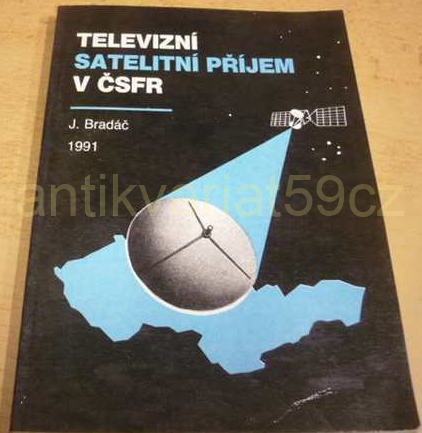 TELEVIZNÍ
SATELITNÍ PŘÍJEM
V ČSFR
J. Bradáč
1991
antikvariat59cz